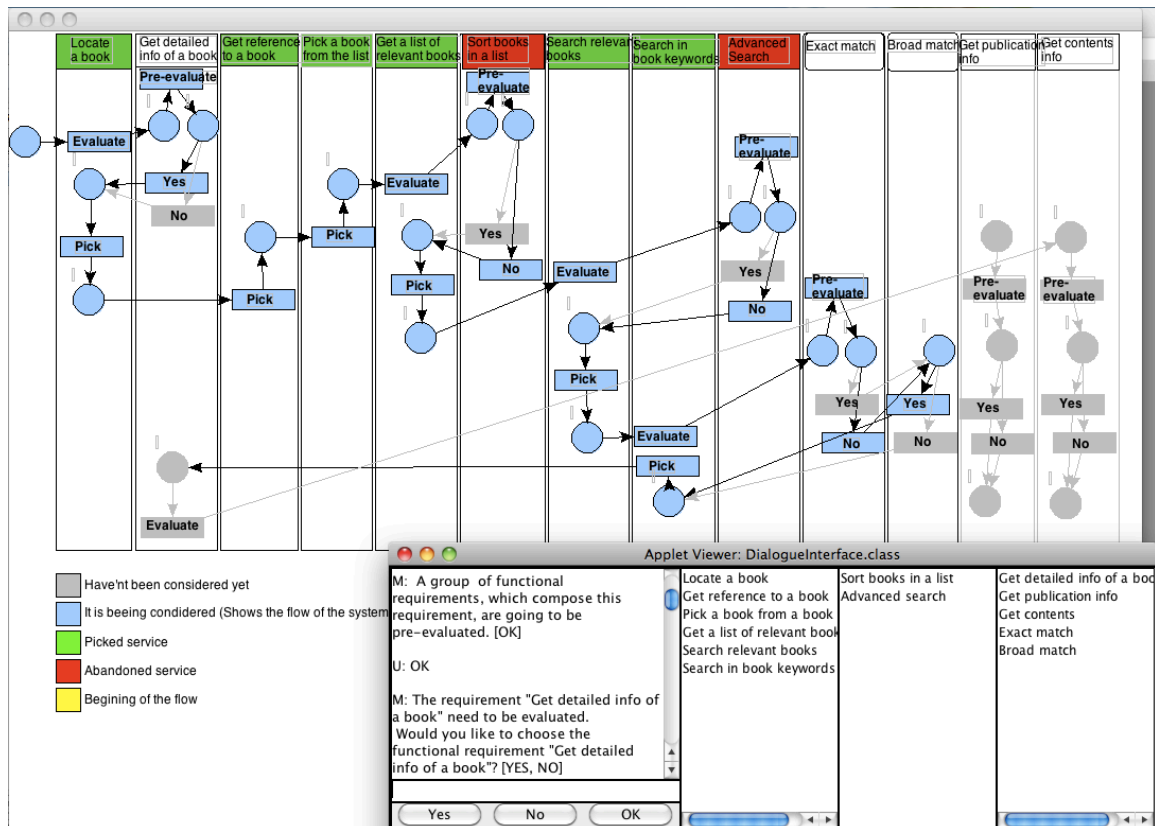 Locate
a book
Get detailed
info of a book
Get reference
to a book
Pick a book
from the list
Get a list of
relevant books
Sort books
in a list
Search relevant
books
Search in
book keywords
Advanced
Search
Exact match
Broad match
Get publication
info
Get contents
info
Pre-evaluate
Evaluate
Yes
No
Pick
Pick
Pick
Evaluate
Pre-
evaluate
Yes
No
Pick
Evaluate
Pick
Pre-
evaluate
Yes
No
Evaluate
Pick
Pre-
evaluate
Yes
No
Yes
No
Pre-
evaluate
Yes
No
Pre-
evaluate
Yes
No
Evaluate
Have'nt been considered yet
It is beeing condidered (Shows the flow of the system
Picked service
Abandoned service
Begining of the flow
Applet Viewer: DialogueInterface.class
M: A group of functional
requirements, which compose this
requirement, are going to be
pre-evaluated. [OK]
U: OK
M: The requirement "Get detailed info of
a book" need to be evaluated.
Would you like to choose the
functional requirement "Get detailed
info of a book"? [YES, NO]
Yes
No
OK
Locate a book
Get reference to a book
Pick a book from a book
Get a list of relevant book
Search relevant books
Search in book keywords
Sort books in a list
Advanced search
Get detailed info of a boo
Get publication info
Get contents
Exact match
Broad match